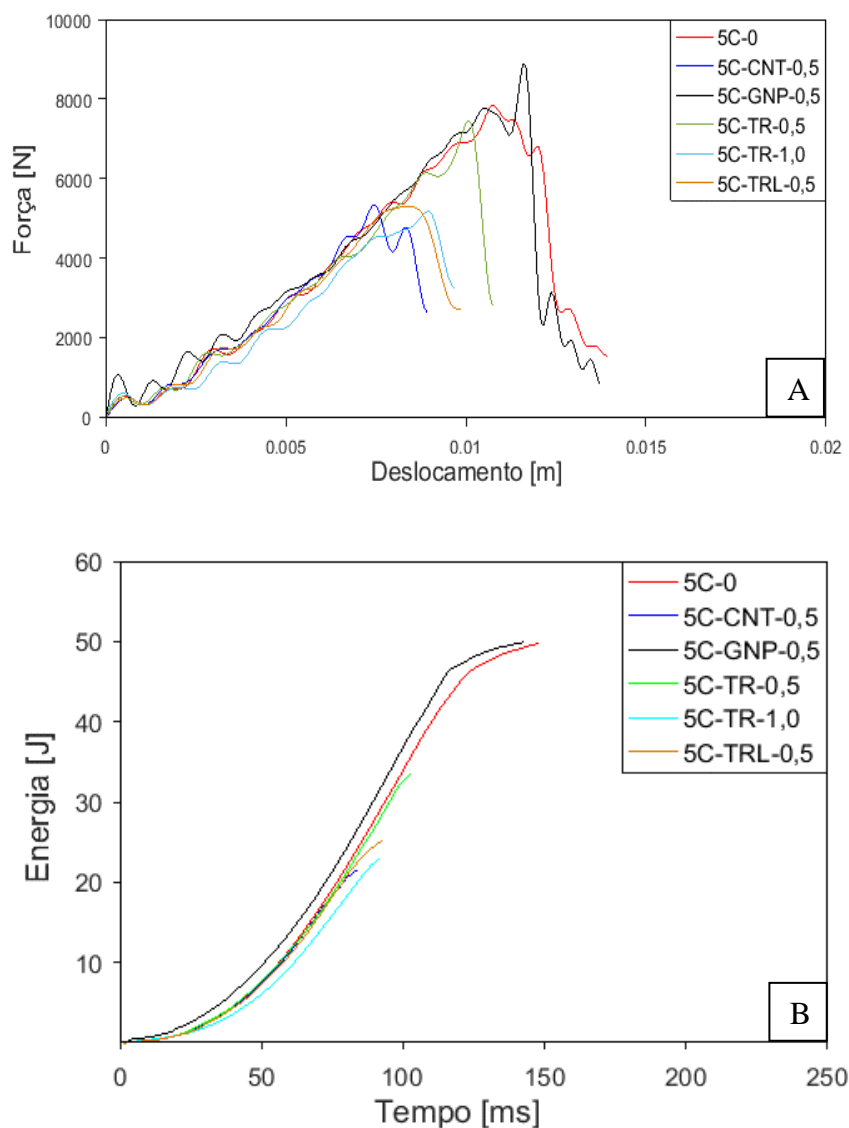 10000
8000
6000
4000
2000
0
Força [N]
5C-0
5C-CNT-0,5
5C-GNP-0,5
5C-TR-0,5
5C-TR-1,0
5C-TRL-0,5
A
0
0.005
0.01
0.015
0.02
Deslocamento [m]
60
50
40
30
20
10
Energia [J]
5C-0
5C-CNT-0,5
5C-GNP-0,5
5C-TR-0,5
5C-TR-1,0
5C-TRL-0,5
B
0
50
100
150
200
250
Tempo [ms]